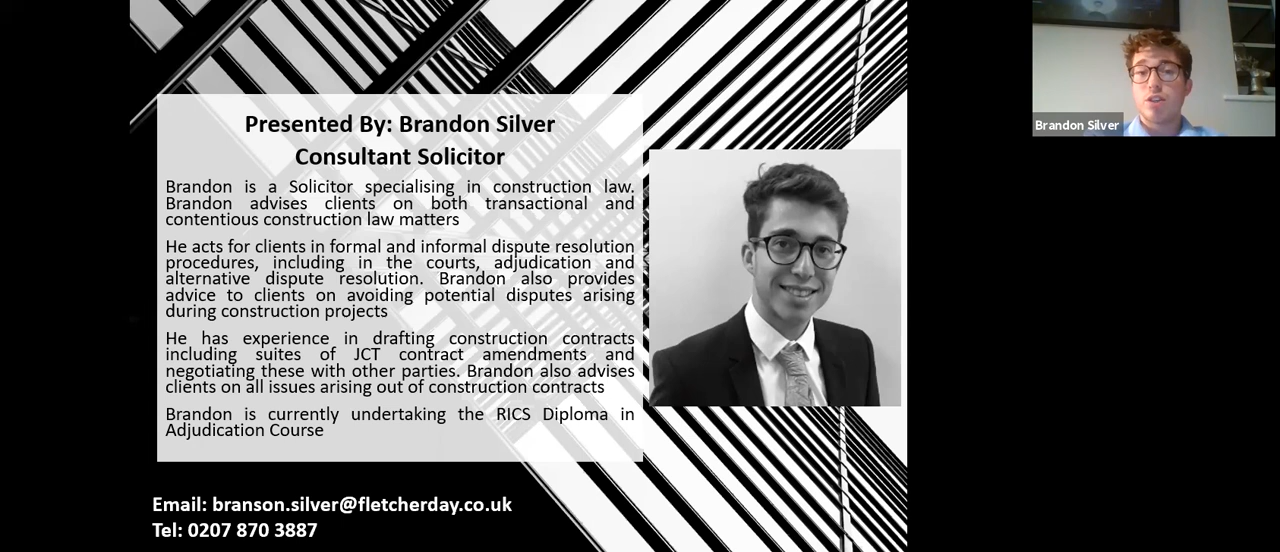 Presented By: Brandon Silver
Consultant Solicitor
Brandon is a Solicitor specialising in construction law.
Brandon advises clients on both transactional and
contentious construction law matters
He acts for clients in formal and informal dispute resolution
procedures, including in the courts, adjudication and
alternative dispute resolution. Brandon also provides
advice to clients on avoiding potential disputes arising
during construction projects
He has experience in drafting construction contracts
including suites of JCT contract amendments and
negotiating these with other parties. Brandon also advises
clients on all issues arising out of construction contracts
Brandon is currently undertaking the RICS Diploma in
Adjudication Course
Email: branson.silver@fletcherday.co.uk
Tel: 0207 870 3887
Brandon Silver